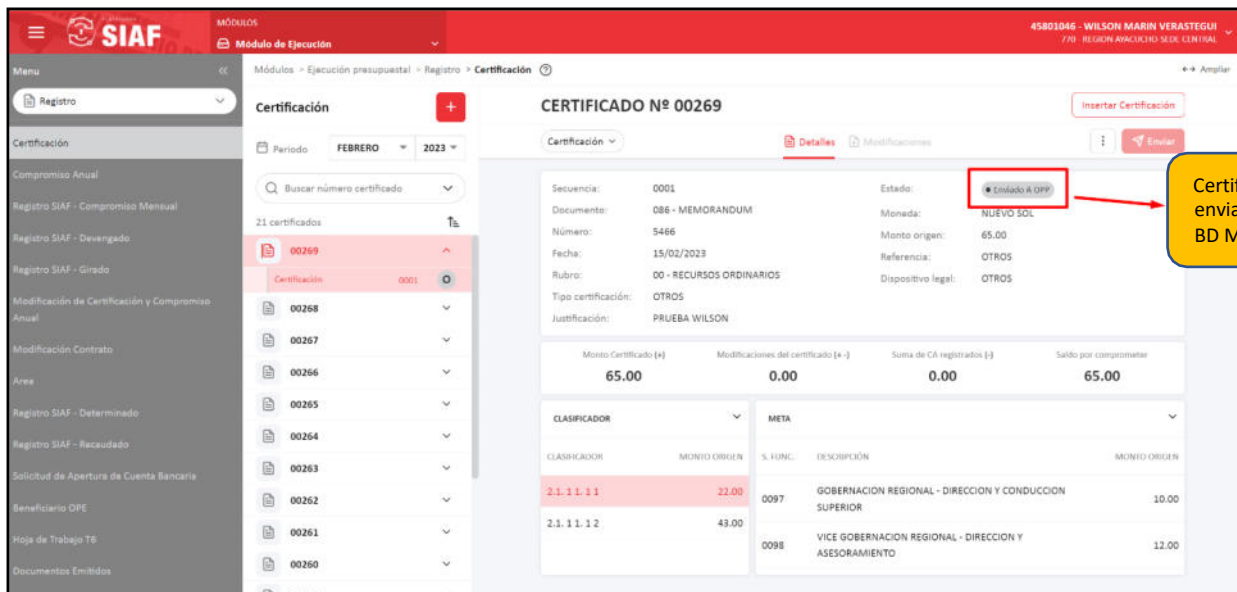 SIAF
MÓDULOS
Módulo de Ejecución
45801046 - WILSON MARIN VERASTEGUI
770 - REGION AYACUCHO-SEDE CENTRAL
Menu
Registro
Certificación
Compromiso Anual
Registro SIAF - Compromiso Mensual
Registro SIAF - Devengado
Registro SIAF - Girado
Modificación de Certificación y Compromiso
Anual
Modificación Contrato
Area
Registro SIAF - Determinado
Registro SIAF - Recaudado
Solicitud de Apertura de Cuenta Bancaria
Beneficiario OPE
Hoja de Trabajo T6
Documentos Emitidos
Módulos > Ejecución presupuestal > Registro > Certificación
Ampliar
Certificación
+
Periodo FEBRERO 2023
Buscar número certificado
21 certificados
00269
Certificación 0001 O
00268
00267
00266
00265
00264
00263
00262
00261
00260
CERTIFICADO Nº 00269
Insertar Certificación
Certificación
Detalles
Modificaciones
Enviar
Secuencia: 0001
Documento: 086 - MEMORANDUM
Número: 5466
Fecha: 15/02/2023
Rubro: 00 - RECURSOS ORDINARIOS
Tipo certificación: OTROS
Justificación: PRUEBA WILSON
Estado: Enviado A OPP
Moneda: NUEVO SOL
Monto origen: 65.00
Referencia: OTROS
Dispositivo legal: OTROS
Certif
envia
BD M
Monto Certificado (+) Modificaciones del certificado (+ -) Suma de CA registrados (-) Saldo por comprometer
65.00 0.00 0.00 65.00
CLASIFICADOR
META
CLASIFICADOR MONTO ORIGEN S. FUNC. DESCRIPCIÓN MONTO ORIGEN
2.1. 1 1. 1 1 22.00
2.1. 1 1. 1 2 43.00
0097 GOBERNACION REGIONAL - DIRECCION Y CONDUCCION
SUPERIOR 10.00
0098 VICE GOBERNACION REGIONAL - DIRECCION Y
ASESORAMIENTO 12.00